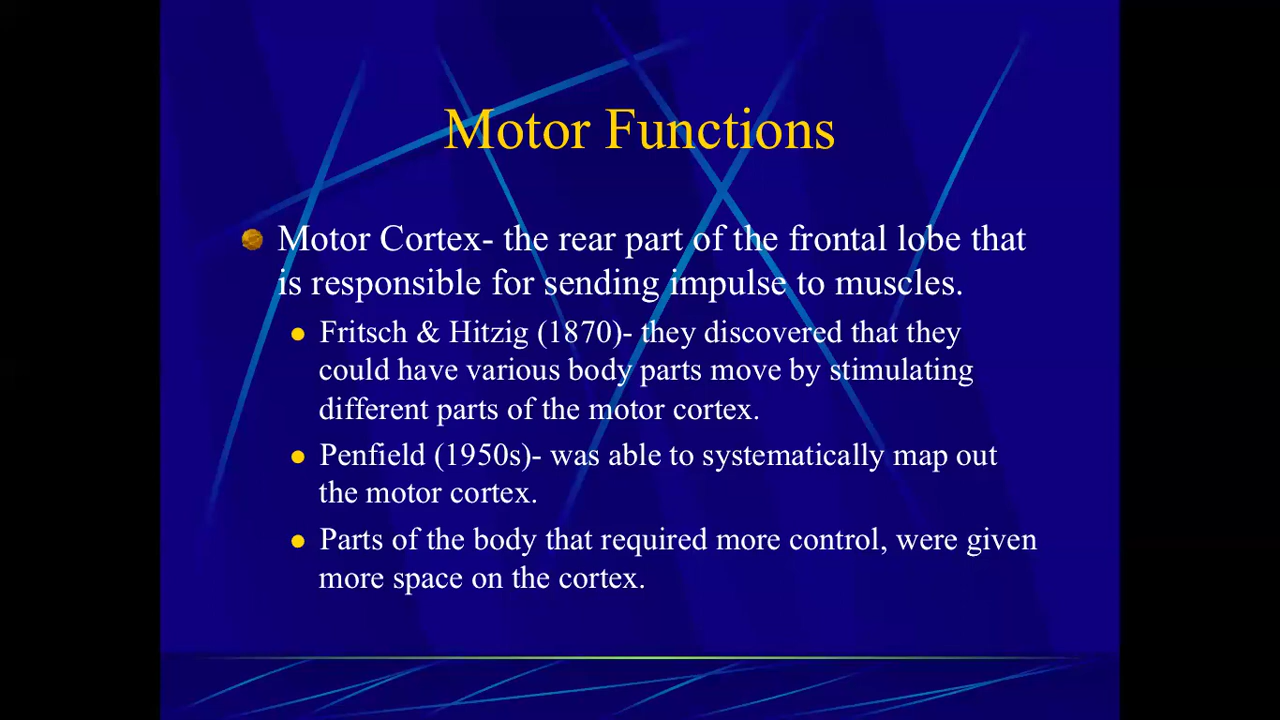 Motor Functions
Motor Cortex- the rear part of the frontal lobe that
is responsible for sending impulse to muscles.
Fritsch & Hitzig (1870)- they discovered that they
could have various body parts move by stimulating
different parts of the motor cortex.
Penfield (1950s)- was able to systematically map out
the motor cortex.
Parts of the body that required more control, were given
more space on the cortex.